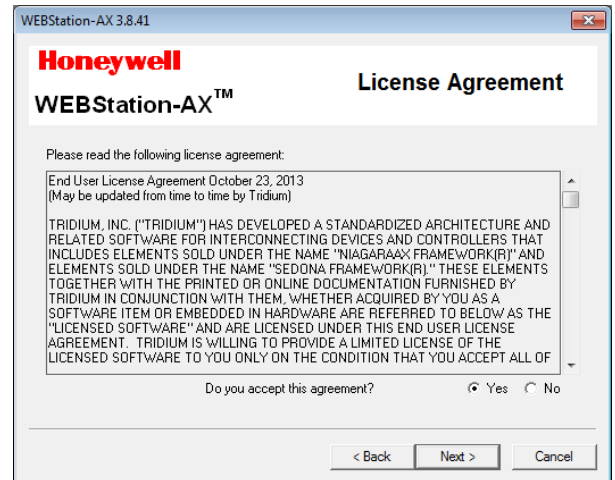 WEBStation-AX 3.8.41
Honeywell
WEBStation-AX™
License Agreement
Please read the following license agreement:
End User License Agreement October 23, 2013
(May be updated from time to time by Tridium)
TRIDIUM, INC. ("TRIDIUM") HAS DEVELOPED A STANDARDIZED ARCHITECTURE AND
RELATED SOFTWARE FOR INTERCONNECTING DEVICES AND CONTROLLERS THAT
INCLUDES ELEMENTS SOLD UNDER THE NAME "NIAGARAAX FRAMEWORK(R)" AND
ELEMENTS SOLD UNDER THE NAME "SEDONA FRAMEWORK(R)." THESE ELEMENTS
TOGETHER WITH THE PRINTED OR ONLINE DOCUMENTATION FURNISHED BY
TRIDIUM IN CONJUNCTION WITH THEM, WHETHER ACQUIRED BY YOU AS A
SOFTWARE ITEM OR EMBEDDED IN HARDWARE ARE REFERRED TO BELOW AS THE
"LICENSED SOFTWARE" AND ARE LICENSED UNDER THIS END USER LICENSE
AGREEMENT. TRIDIUM IS WILLING TO PROVIDE A LIMITED LICENSE OF THE
LICENSED SOFTWARE TO YOU ONLY ON THE CONDITION THAT YOU ACCEPT ALL OF
Do you accept this agreement? Yes No
< Back Next > Cancel